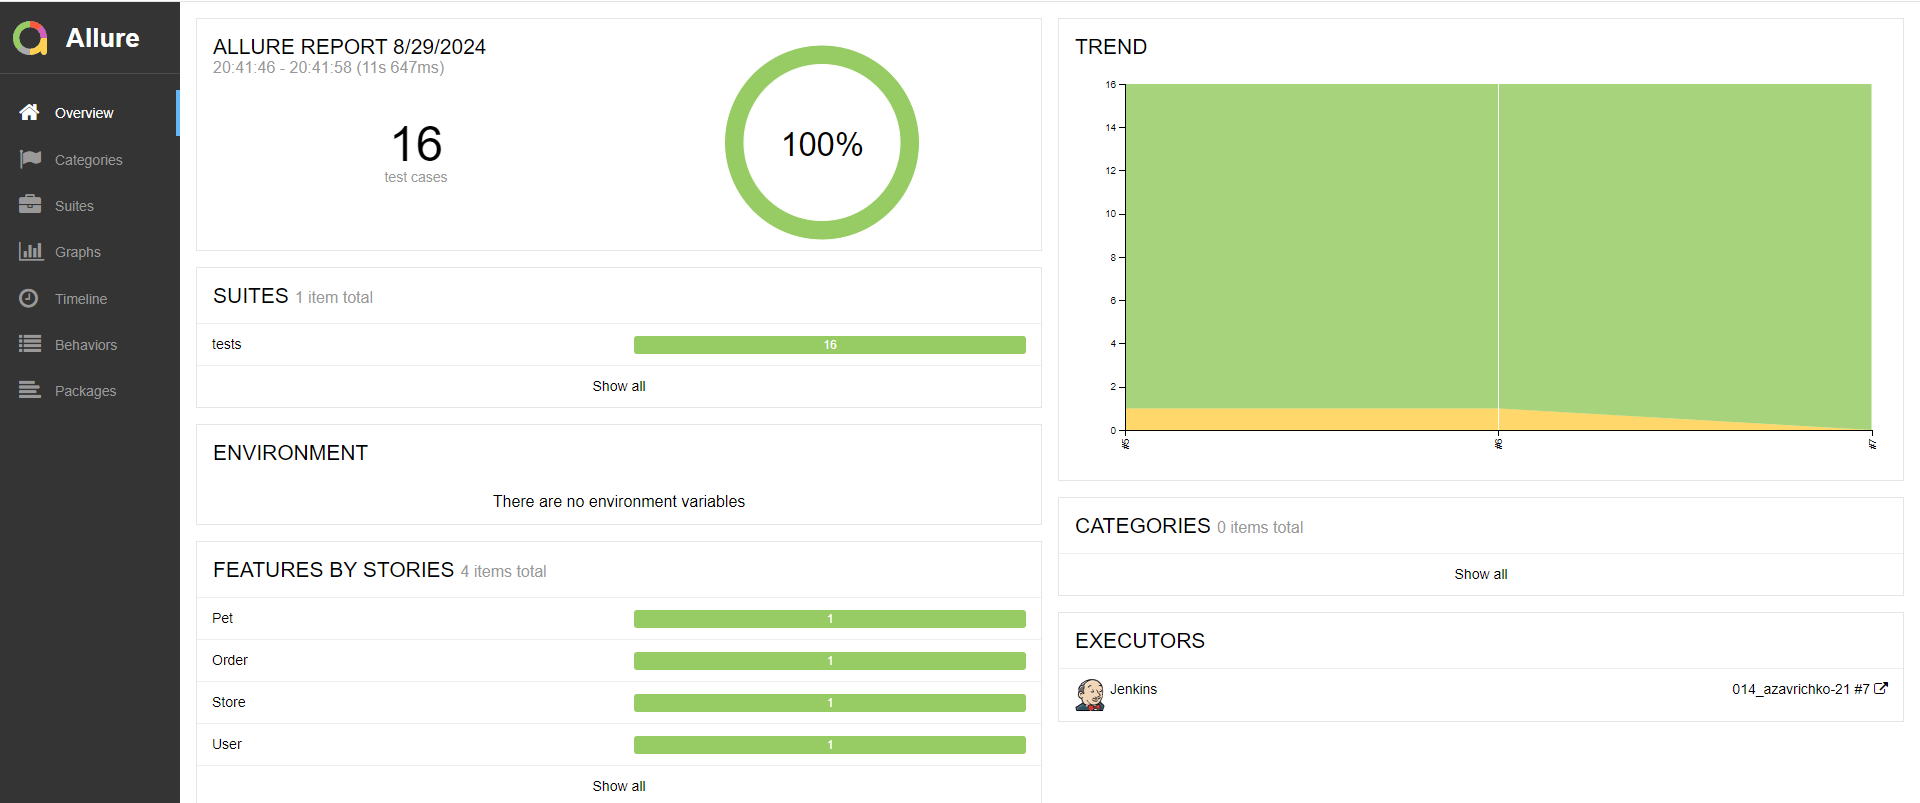 Allure
Overview
Categories
Suites
Graphs
Timeline
Behaviors
Packages
ALLURE REPORT 8/29/2024
20:41:46 - 20:41:58 (11s 647ms)
16
test cases
100%
SUITES 1 item total
tests 16
Show all
ENVIRONMENT
There are no environment variables
FEATURES BY STORIES 4 items total
Pet 1
Order 1
Store 1
User 1
Show all
TREND
16
14
12
10
8
6
4
2
0
#5 #6 #7
CATEGORIES 0 items total
Show all
EXECUTORS
Jenkins 014_azavrichko-21 #7